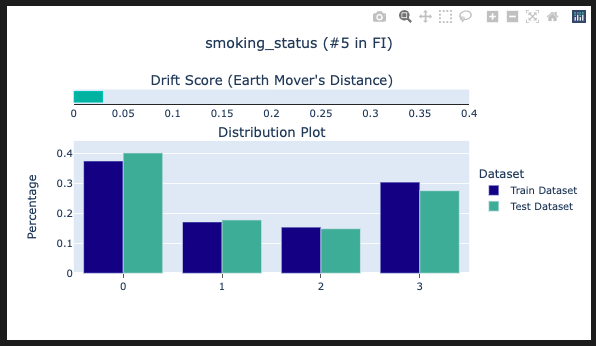 smoking_status (#5 in FI)
Drift Score (Earth Mover's Distance)
0 0.05 0.1 0.15 0.2 0.25 0.3 0.35 0.4
Distribution Plot
Percentage
0.4
0.3
0.2
0.1
0
0 1 2 3
Dataset
Train Dataset
Test Dataset